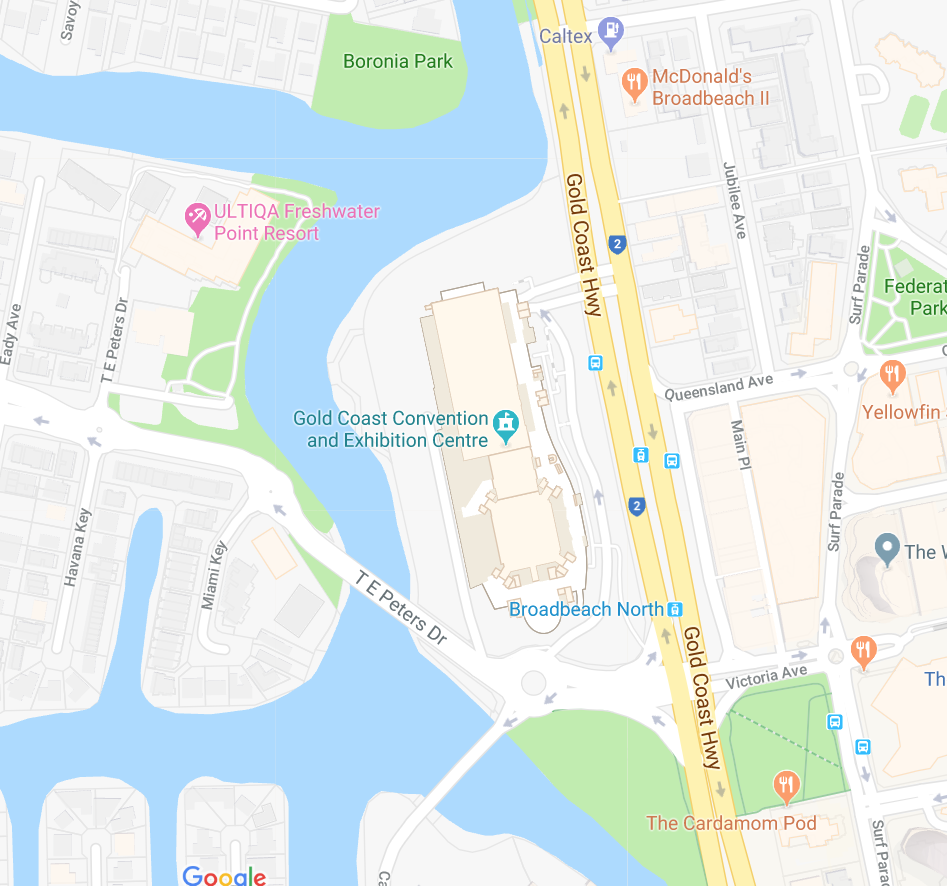 Savoy
Boronia Park
Caltex
McDonald's
Broadbeach II
Jubilee Ave
Gold Coast Hwy
2
ULTIQA Freshwater
Point Resort
Surf Parade
Federat
Park
Eady Ave
T E Peters Dr
Queensland Ave
Yellowfin
Gold Coast Convention
and Exhibition Centre
Main Pl
2
Surf Parade
Havana Key
Miami Key
The W
T E Peters Dr
Broadbeach North
Gold Coast Hwy
Victoria Ave
Th
The Cardamom Pod
Surf Para
Ca
Google